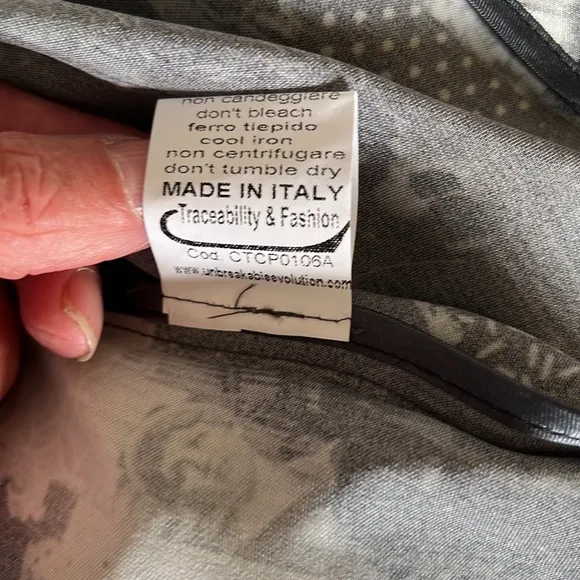 non candeggiare
don't bleach
ferro tiepido
cool iron
non centrifugare
don't tumble dry
MADE IN ITALY
Traceability & Fashion
Cod. CTCP0106A
www.unbreakableevolution.com